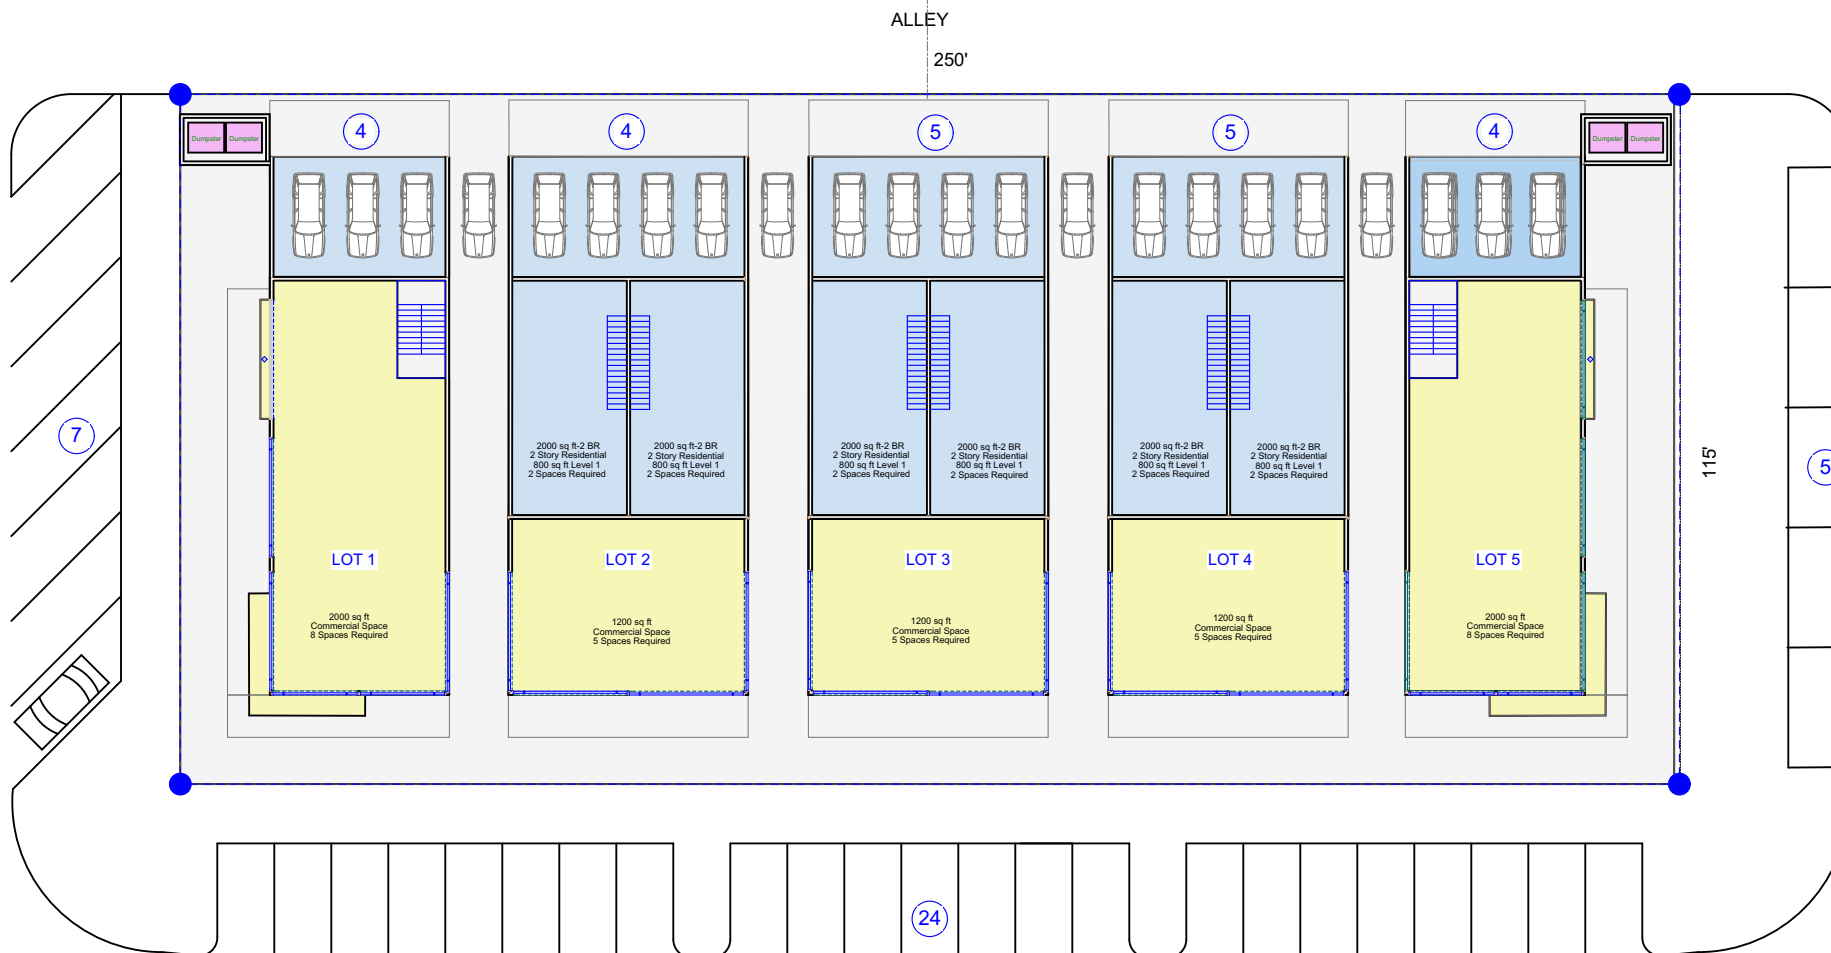 ALLEY
250'
4
4
5
5
4
Dumpster
Dumpster
Dumpster
Dumpster
7
5
115'
2000 sq ft-2 BR
2 Story Residential
800 sq ft Level 1
2 Spaces Required
2000 sq ft-2 BR
2 Story Residential
800 sq ft Level 1
2 Spaces Required
2000 sq ft-2 BR
2 Story Residential
800 sq ft Level 1
2 Spaces Required
2000 sq ft-2 BR
2 Story Residential
800 sq ft Level 1
2 Spaces Required
2000 sq ft-2 BR
2 Story Residential
800 sq ft Level 1
2 Spaces Required
2000 sq ft-2 BR
2 Story Residential
800 sq ft Level 1
2 Spaces Required
LOT 1
LOT 2
LOT 3
LOT 4
LOT 5
2000 sq ft
Commercial Space
8 Spaces Required
1200 sq ft
Commercial Space
5 Spaces Required
1200 sq ft
Commercial Space
5 Spaces Required
1200 sq ft
Commercial Space
5 Spaces Required
2000 sq ft
Commercial Space
8 Spaces Required
24